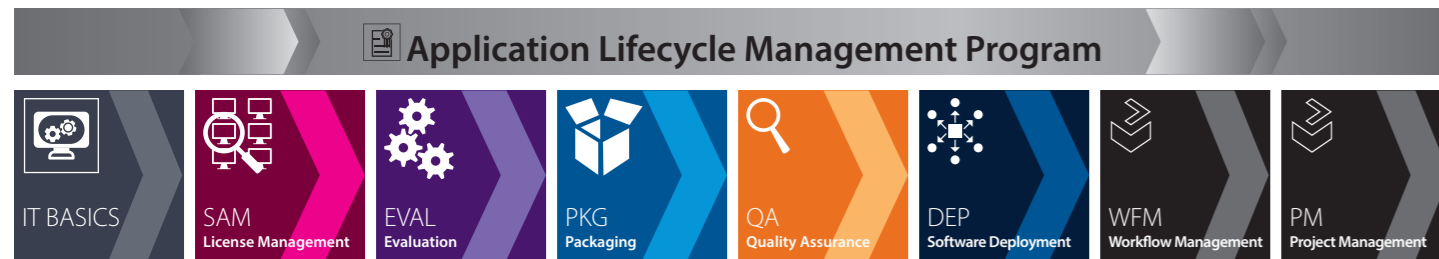 Application Lifecycle Management Program
IT BASICS
SAM
License Management
EVAL
Evaluation
PKG
Packaging
QA
Quality Assurance
DEP
Software Deployment
WFM
Workflow Management
PM
Project Management